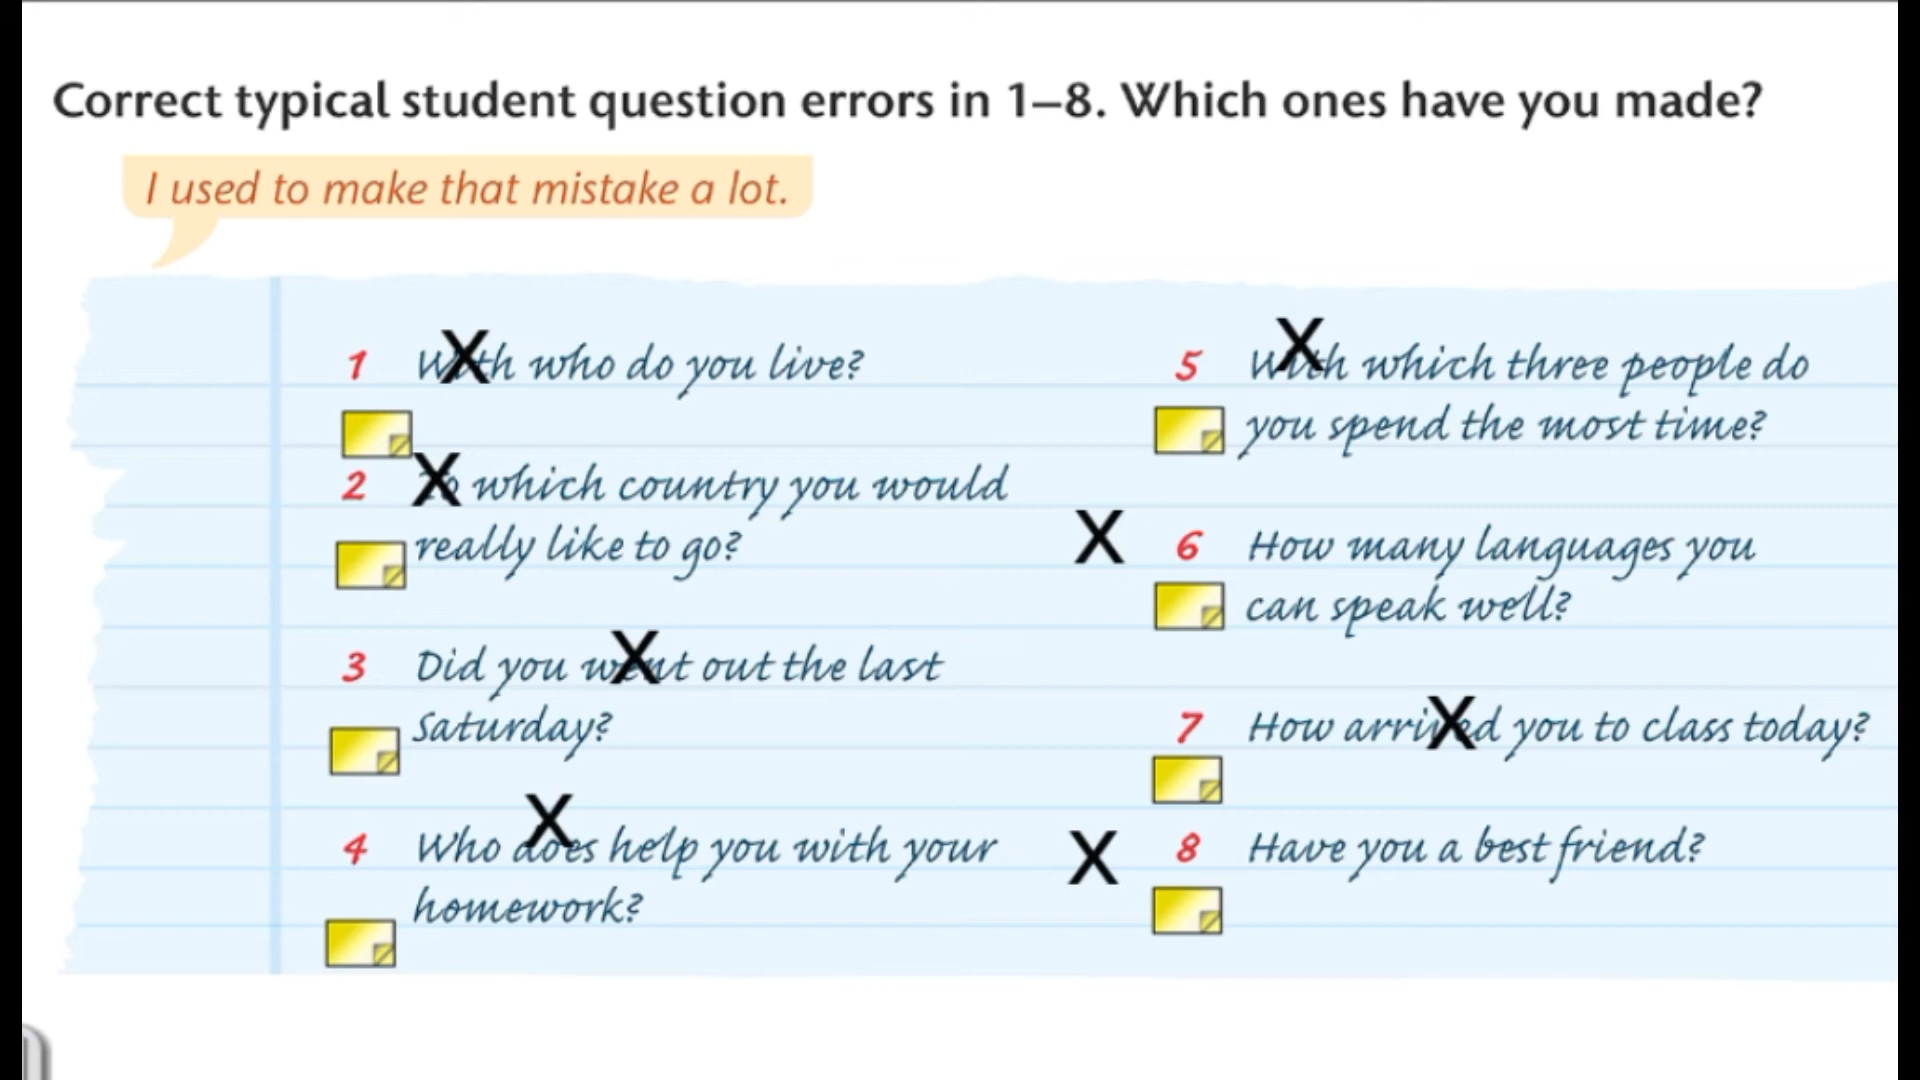 Correct typical student question errors in 1–8. Which ones have you made?
I used to make that mistake a lot.
1 With who do you live?
X
2 which country you would
X
really like to go?
3 Did you went out the last
X
Saturday?
4 Who does help you with your
X
homework?
5 With which three people do
X
you spend the most time?
X
6 How many languages you
can speak well?
7 How arrived you to class today?
X
X
8 Have you a best friend?